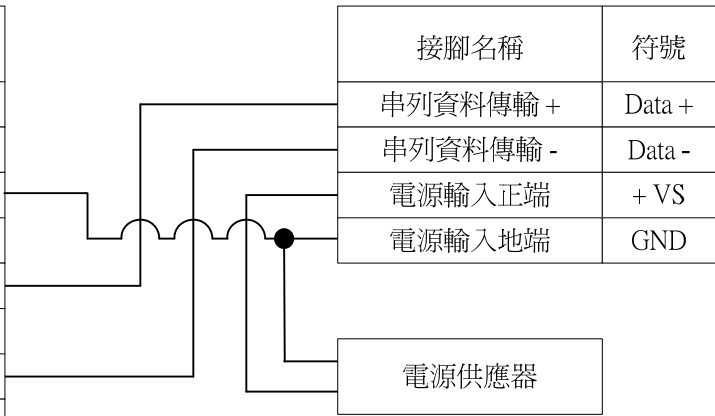 接腳名稱 符號
串列資料傳輸 + Data +
串列資料傳輸 - Data -
電源輸入正端 + VS
電源輸入地端 GND
電源供應器